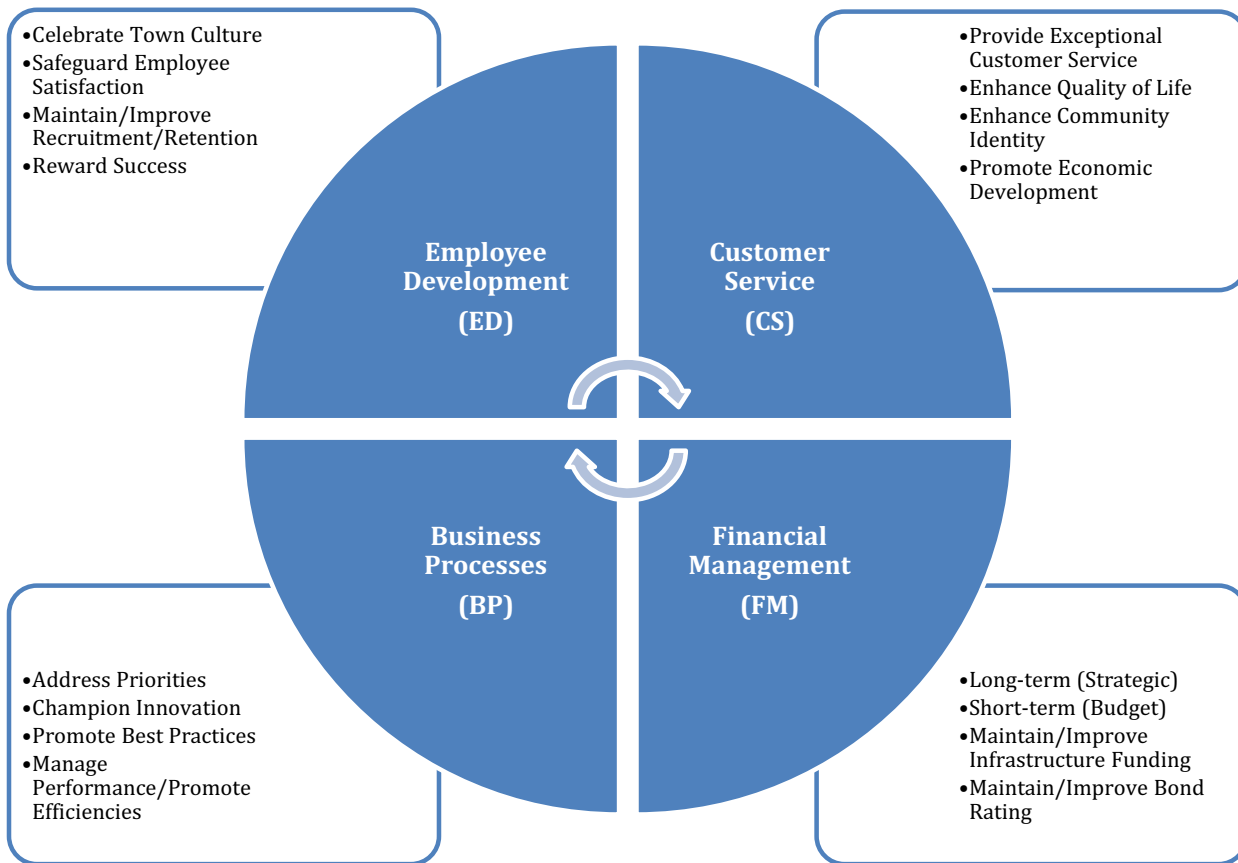 •Celebrate Town Culture
•Safeguard Employee
Satisfaction
•Maintain/Improve
Recruitment/Retention
•Reward Success
•Provide Exceptional
Customer Service
•Enhance Quality of Life
•Enhance Community
Identity
•Promote Economic
Development
Employee
Development
(ED)
Customer
Service
(CS)
Business
Processes
(BP)
Financial
Management
(FM)
•Address Priorities
•Champion Innovation
•Promote Best Practices
•Manage
Performance/Promote
Efficiencies
•Long-term (Strategic)
•Short-term (Budget)
•Maintain/Improve
Infrastructure Funding
•Maintain/Improve Bond
Rating